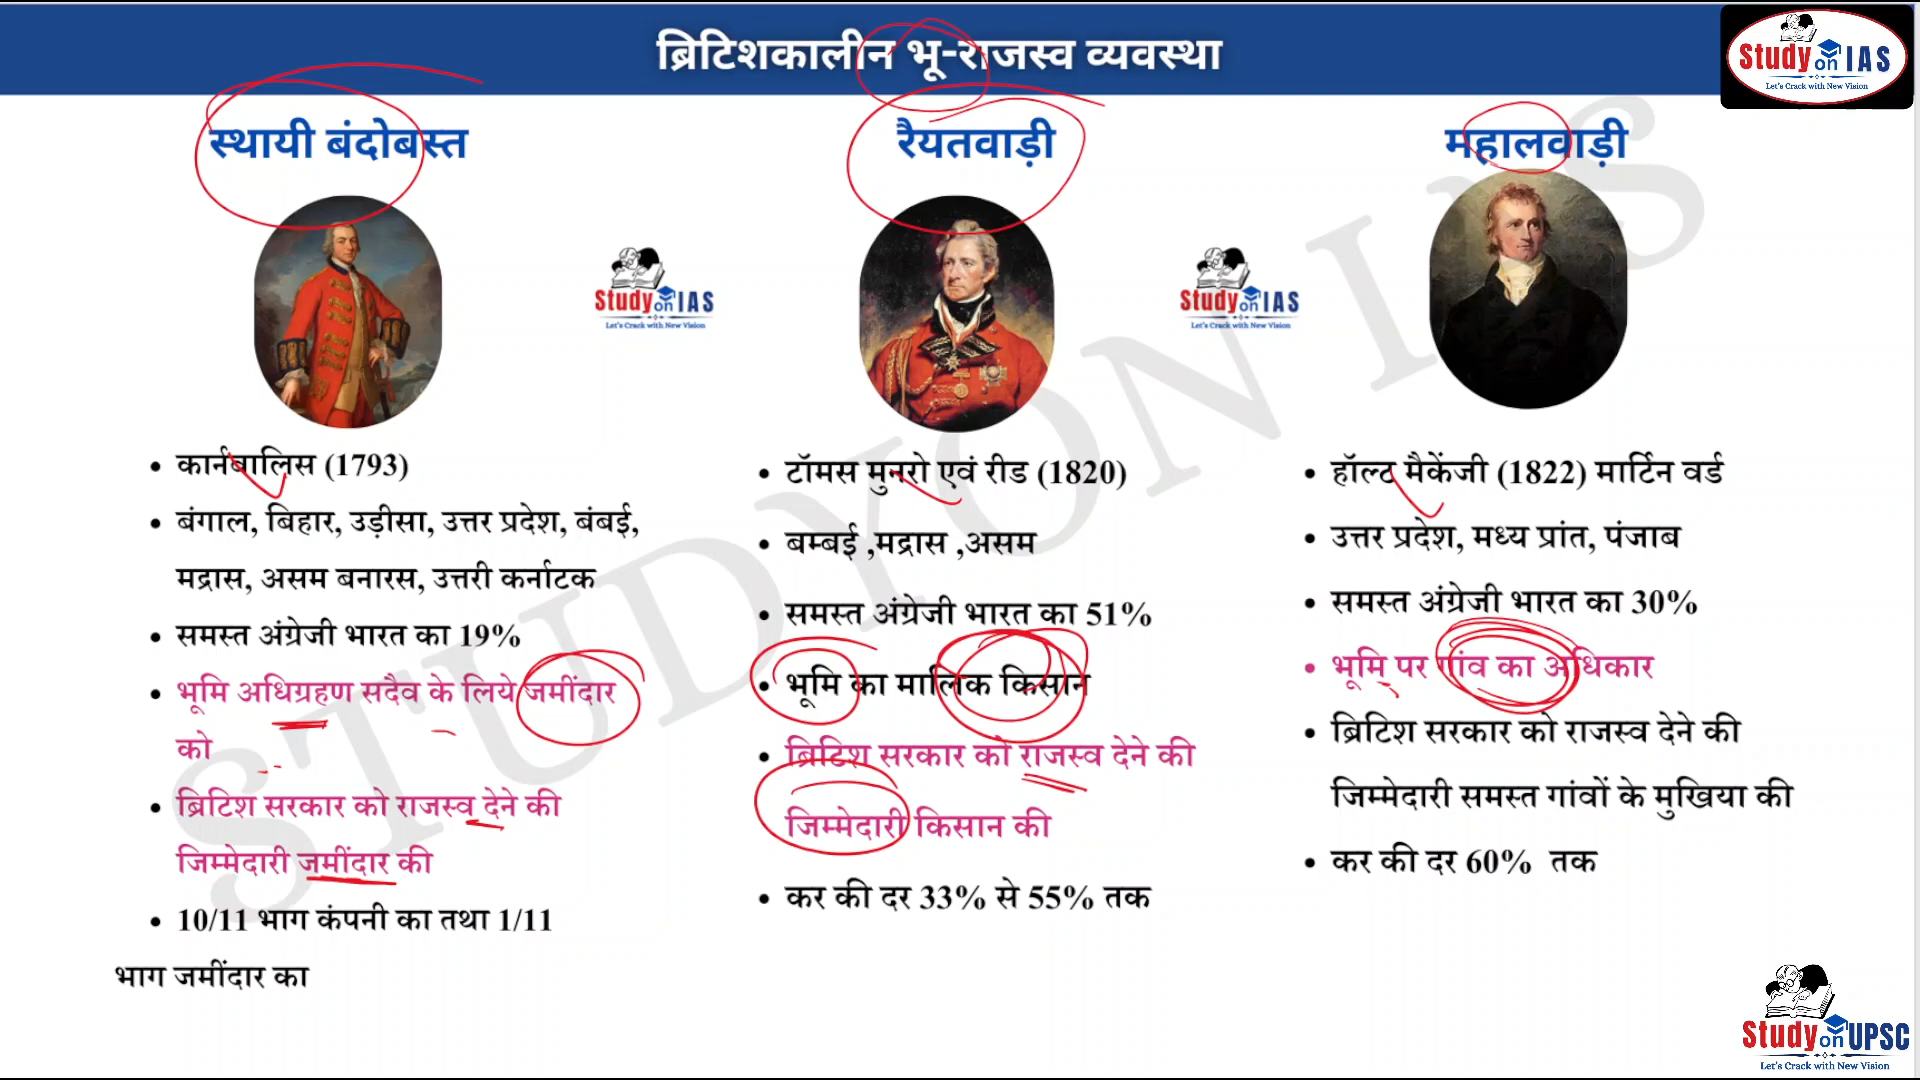 ब्रिटिशकालीन भू-राजस्व व्यवस्था
Study on IAS
Let's Crack with New Vision
स्थायी बंदोबस्त
कार्नवालिस (1793)
बंगाल, बिहार, उड़ीसा, उत्तर प्रदेश, बंबई,
मद्रास, असम बनारस, उत्तरी कर्नाटक
समस्त अंग्रेजी भारत का 19%
भूमि अधिग्रहण सदैव के लिये जमींदार
को
ब्रिटिश सरकार को राजस्व देने की
जिम्मेदारी जमींदार की
10/11 भाग कंपनी का तथा 1/11
भाग जमींदार का
Study on IAS
Let's Crack with New Vision
रैयतवाड़ी
टॉमस मुनरो एवं रीड (1820)
बम्बई ,मद्रास ,असम
समस्त अंग्रेजी भारत का 51%
भूमि का मालिक किसान
ब्रिटिश सरकार को राजस्व देने की
जिम्मेदारी किसान की
कर की दर 33% से 55% तक
Study on IAS
Let's Crack with New Vision
महालवाड़ी
हॉल्ट मैकेंजी (1822) मार्टिन वर्ड
उत्तर प्रदेश, मध्य प्रांत, पंजाब
समस्त अंग्रेजी भारत का 30%
भूमि पर गांव का अधिकार
ब्रिटिश सरकार को राजस्व देने की
जिम्मेदारी समस्त गांवों के मुखिया की
कर की दर 60% तक
STUDY ON IAS
Study on UPSC
Let's Crack with New Vision